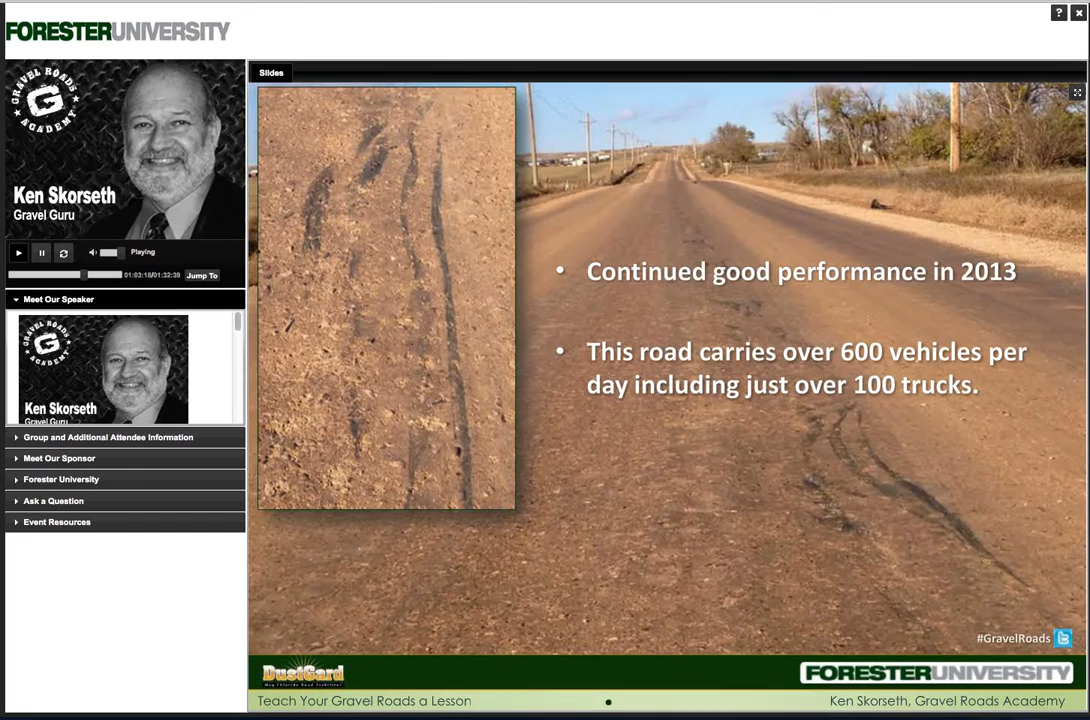 FORESTERUNIVERSITY
? ×
GRAVEL ROADS
G
ACADEMY
Ken Skorseth
Gravel Guru
Playing
01:03:18/01:32:39 Jump To
Meet Our Speaker
GRAVEL ROADS
G
ACADEMY
Ken Skorseth
Gravel Guru
Group and Additional Attendee Information
Meet Our Sponsor
Forester University
Ask a Question
Event Resources
Slides
• Continued good performance in 2013
• This road carries over 600 vehicles per
day including just over 100 trucks.
#GravelRoads
DustGard
FORESTERUNIVERSITY
Teach Your Gravel Roads a Lesson
Ken Skorseth, Gravel Roads Academy